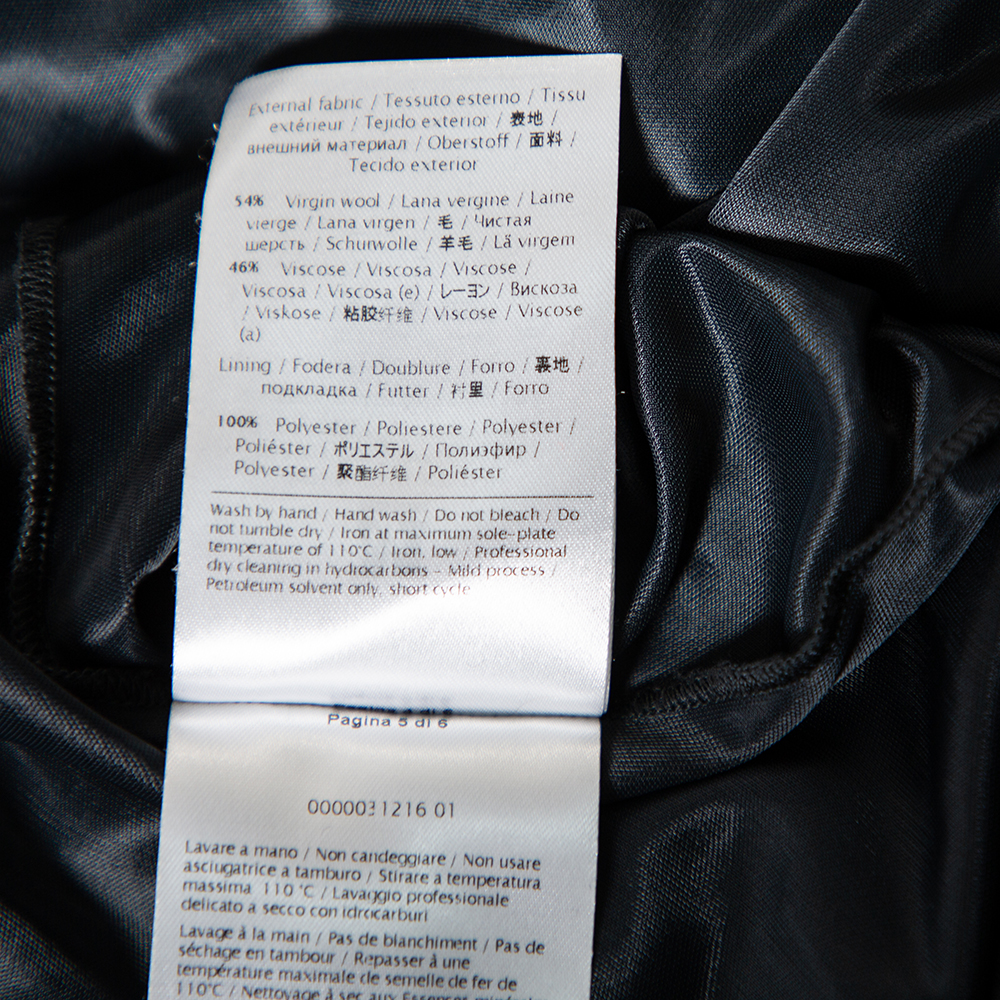 External fabric / Tessuto esterno / Tissu
extérieur / Tejido exterior / 表地 /
внешний материал / Oberstoff / 面料 /
Tecido exterior
54% Virgin wool / Lana vergine / Laine
vierge / Lana virgen / 毛 / Чистая
шерсть / Schurwolle / 羊毛 / Lã virgem
46% Viscose / Viscosa / Viscose /
Viscosa / Viscosa (e) / レーヨン / Вискоза
/ Viskose / 粘胶纤维 / Viscose / Viscose
(a)
Lining / Fodera / Doublure / Forro / 裏地 /
подкладка / Futter / 衬里 / Forro
100% Polyester / Poliestere / Polyester /
Poliéster / ポリエステル / Полиэфир /
Polyester / 聚酯纤维 / Poliéster
Wash by hand / Hand wash / Do not bleach / Do
not tumble dry / Iron at maximum sole-plate
temperature of 110°C / Iron, low / Professional
dry cleaning in hydrocarbons - Mild process /
Petroleum solvent only, short cycle
Pagina 5 di 6
0000031216 01
Lavare a mano / Non candeggiare / Non usare
asciugatrice a tamburo / Stirare a temperatura
massima 110°C / Lavaggio professionale
delicato a secco con idrocarburi
Lavage à la main / Pas de blanchiment / Pas de
séchage en tambour / Repasser à une
température maximale de semelle de fer de
110°C / Nettoyage à sec aux Essences